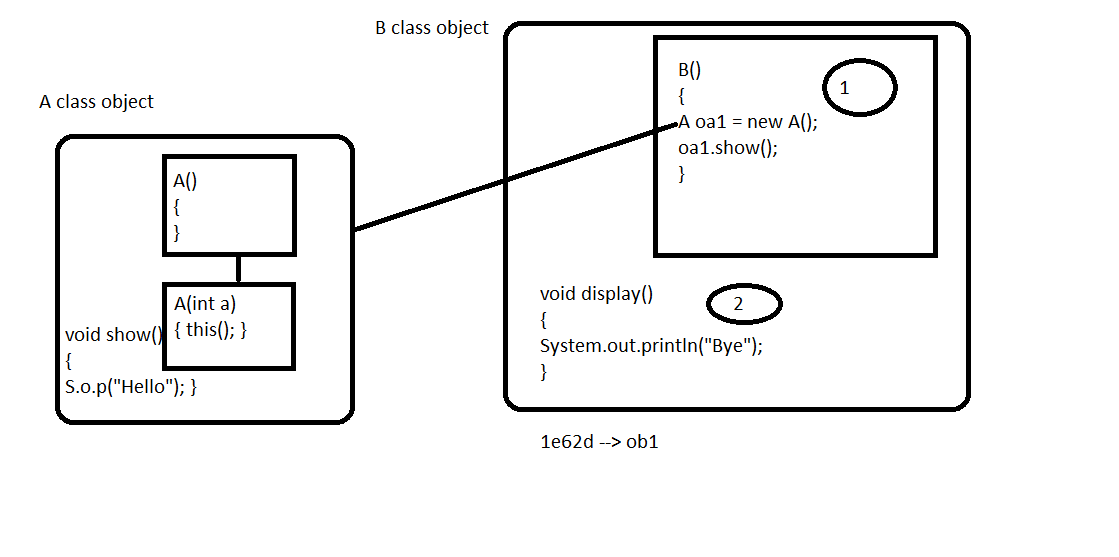 B class object
A class object
A()
{
}
A(int a)
{ this(); }
void show()
{
S.o.p("Hello"); }
B()
{
A oa1 = new A();
oa1.show();
}
1
void display()
{
System.out.println("Bye");
}
2
1e62d --> ob1